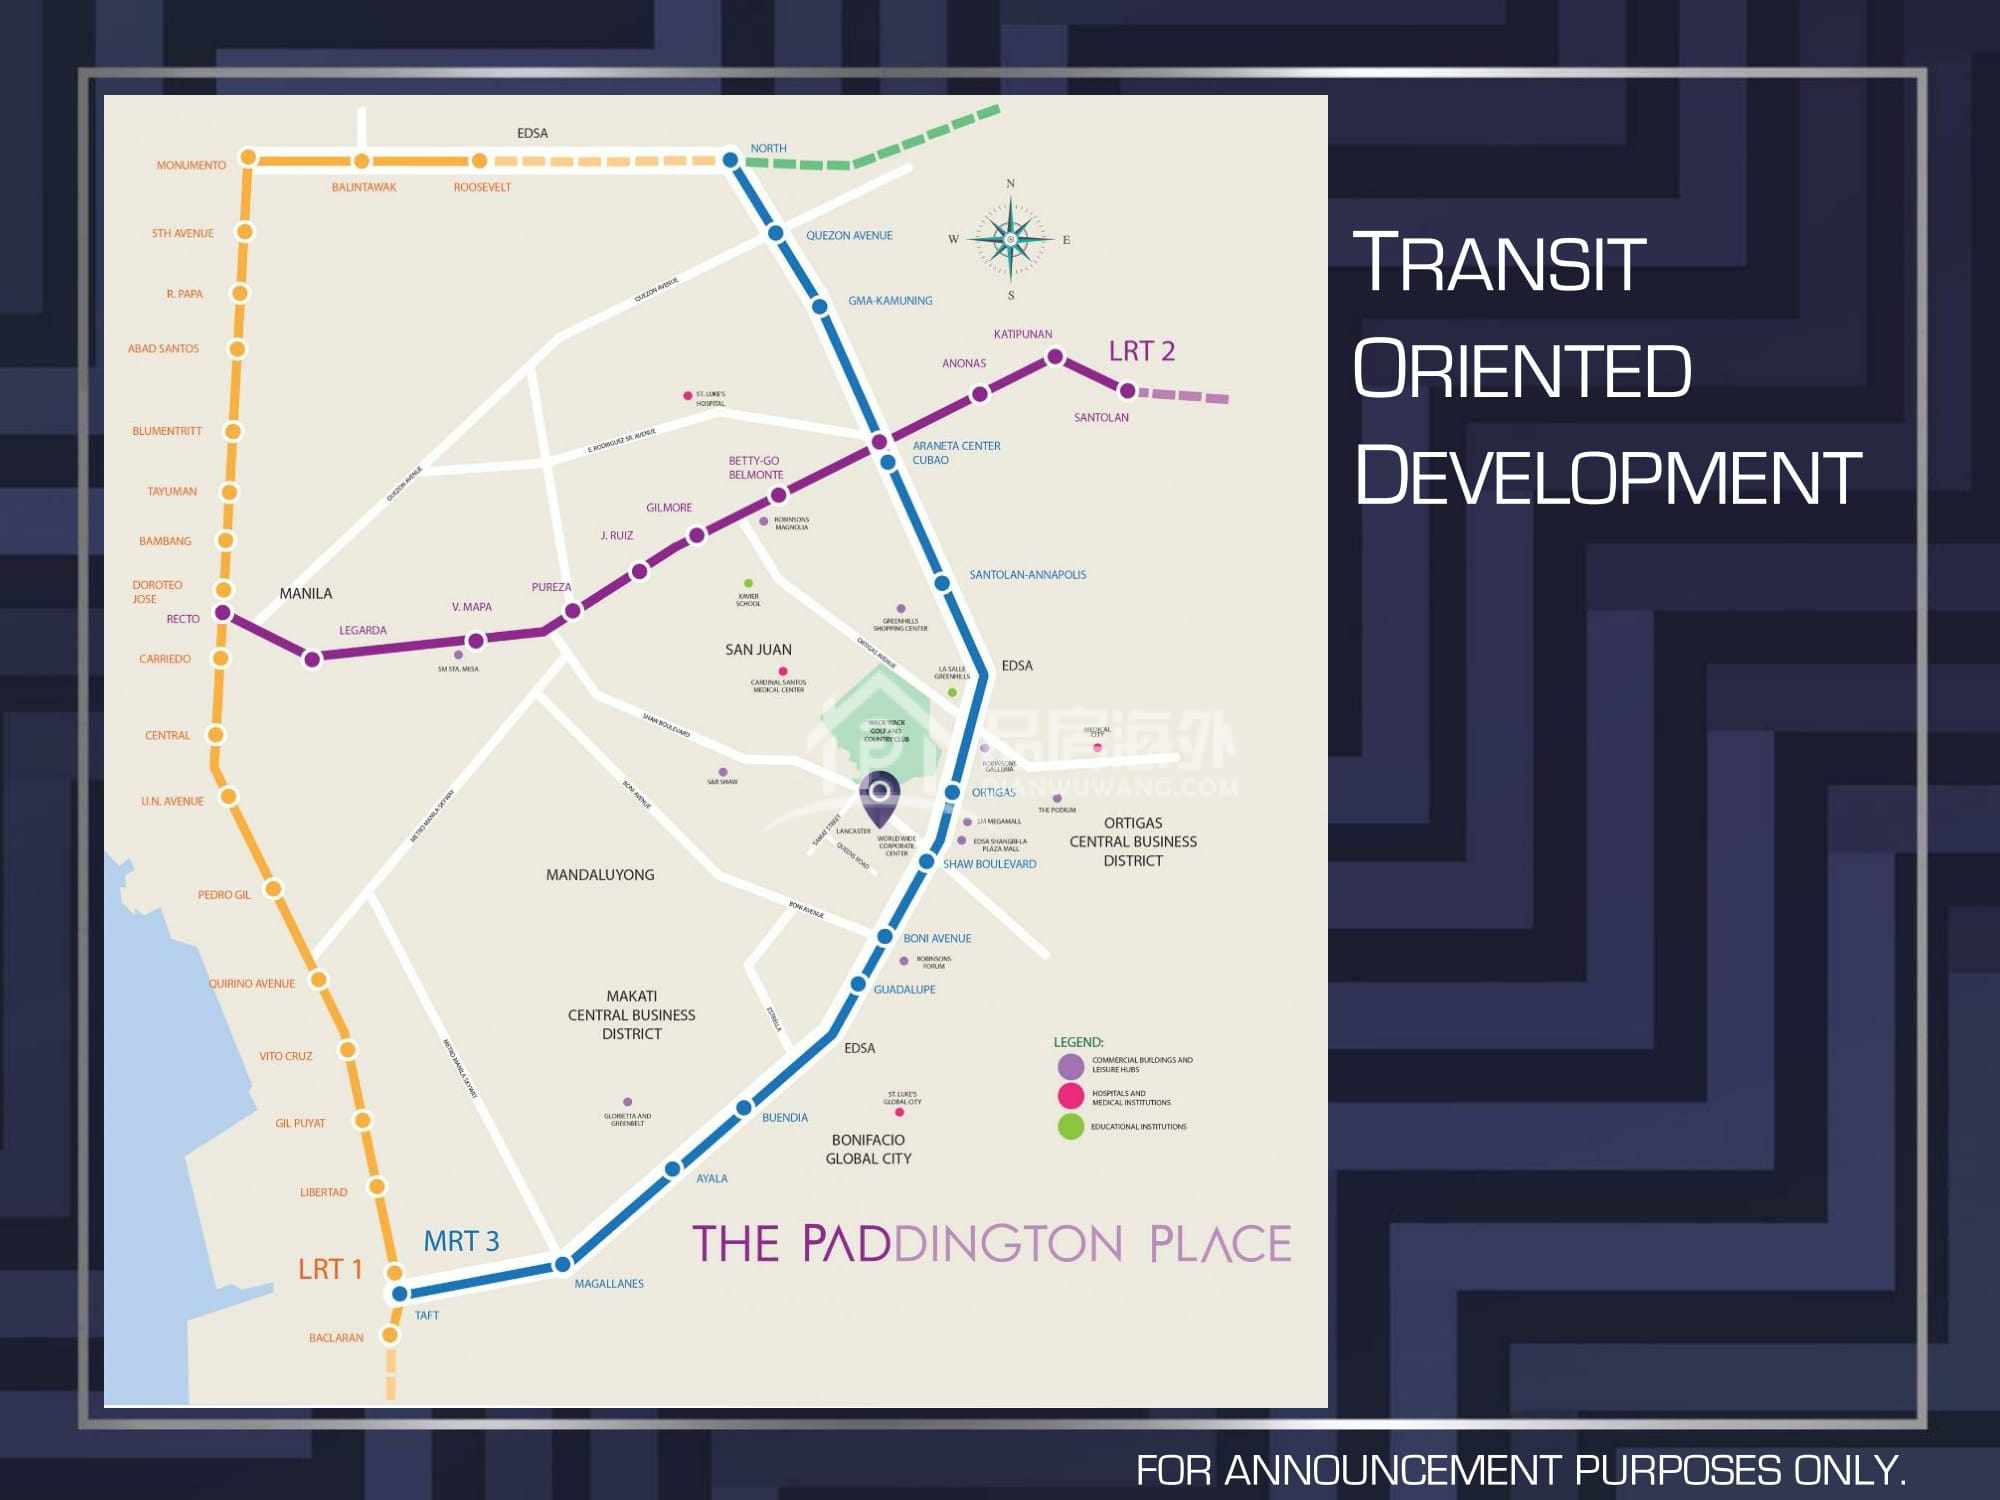 EDSA
NORTH
MONUMENTO
BALINTAWAK
ROOSEVELT
N
W
E
S
5TH AVENUE
QUEZON AVENUE
R. PAPA
QUEZON AVENUE
GMA-KAMUNING
ABAD SANTOS
KATIPUNAN
LRT 2
ANONAS
SANTOLAN
ST. LUKE'S
HOSPITAL
BLUMENTRITT
E. RODRIGUEZ SR. AVENUE
ARANETA CENTER
CUBAO
BETTY-GO
BELMONTE
QUEZON AVENUE
TAYUMAN
GILMORE
ROBINSONS
MAGNOLIA
J. RUIZ
BAMBANG
SANTOLAN-ANNAPOLIS
DOROTEO
JOSE
MANILA
PUREZA
XAVIER
SCHOOL
V. MAPA
RECTO
LEGARDA
GREENHILLS
SHOPPING CENTER
CARRIEDO
SM STA. MESA
SAN JUAN
ORTIGAS AVENUE
EDSA
LA SALLE
GREENHILLS
CARDINAL SANTOS
MEDICAL CENTER
SHAW BOULEVARD
WACK WACK
GOLF AND
COUNTRY CLUB
CENTRAL
MEDICAL
CITY
ROBINSONS
GALLERIA
品房海外
PINWUWANG.COM
S&R SHAW
U.N. AVENUE
METRO MANILA SKYWAY
BONI AVENUE
ORTIGAS
THE PODIUM
SAMAT STREET
LANCASTER
WORLD WIDE
CORPORATE
CENTER
QUEENS ROAD
SM MEGAMALL
EDSA SHANGRI-LA
PLAZA MALL
ORTIGAS
CENTRAL BUSINESS
DISTRICT
SHAW BOULEVARD
MANDALUYONG
PEDRO GIL
BONI AVENUE
BONI AVENUE
ROBINSONS
FORUM
QUIRINO AVENUE
GUADALUPE
MAKATI
CENTRAL BUSINESS
DISTRICT
ESTRELLA
EDSA
VITO CRUZ
METRO MANILA SKYWAY
LEGEND:
COMMERCIAL BUILDINGS AND
LEISURE HUBS
HOSPITALS AND
MEDICAL INSTITUTIONS
EDUCATIONAL INSTITUTIONS
GIL PUYAT
GLORIETTA AND
GREENBELT
BUENDIA
ST. LUKE'S
GLOBAL CITY
BONIFACIO
GLOBAL CITY
LIBERTAD
AYALA
MRT 3
THE PADDINGTON PLACE
LRT 1
MAGALLANES
TAFT
BACLARAN
TRANSIT
ORIENTED
DEVELOPMENT
FOR ANNOUNCEMENT PURPOSES ONLY.